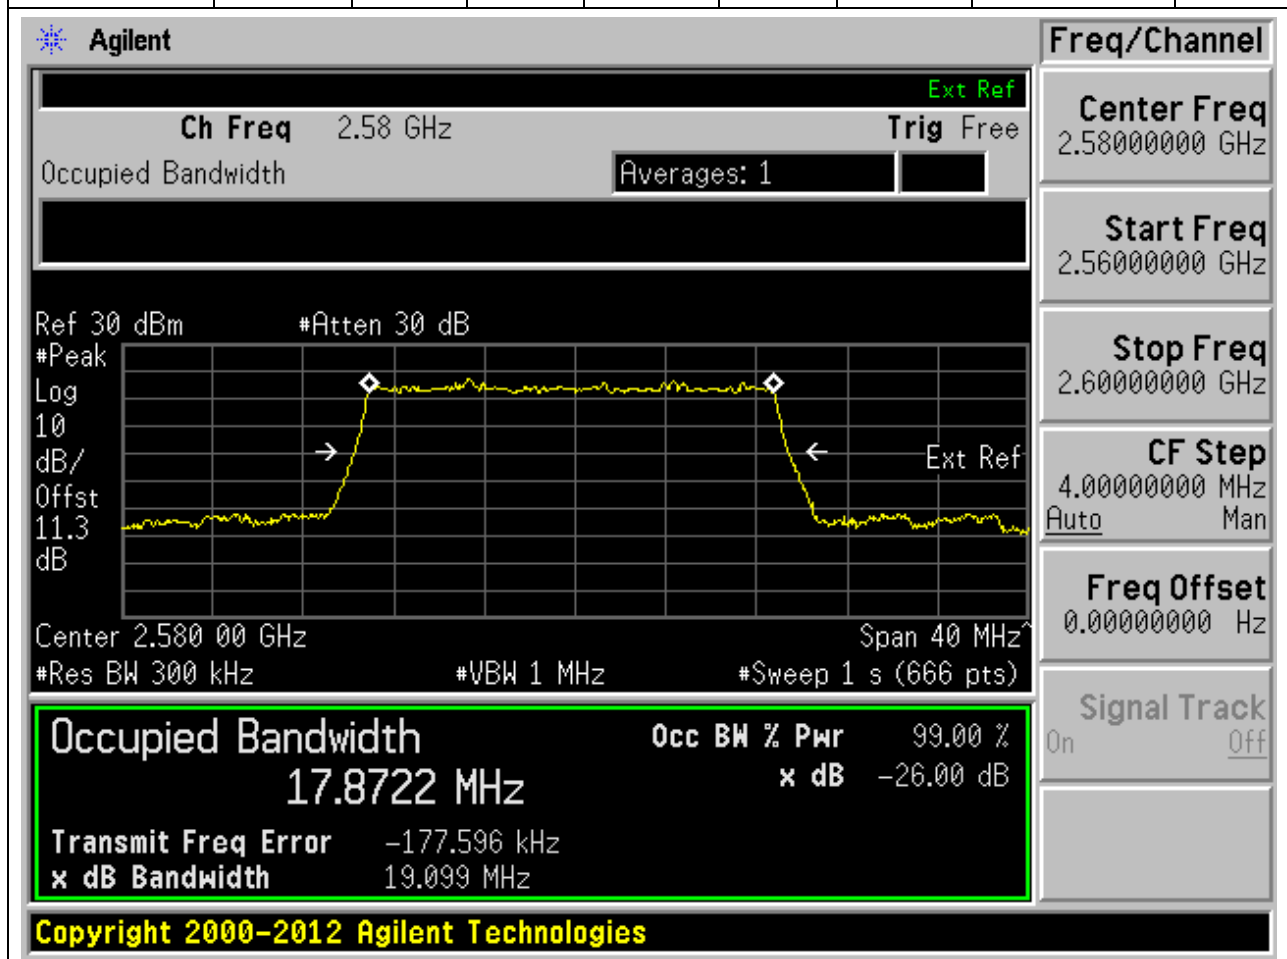 Agilent
Freq/Channel
Ext Ref
Ch Freq 2.58 GHz Trig Free
Occupied Bandwidth Averages: 1
Center Freq
2.58000000 GHz
Start Freq
2.56000000 GHz
Stop Freq
2.60000000 GHz
CF Step
4.00000000 MHz
Auto Man
Freq Offset
0.00000000 Hz
Signal Track
On Off
Ref 30 dBm #Atten 30 dB
#Peak
Log
10
dB/
Offst
11.3
dB
Ext Ref
Center 2.580 00 GHz Span 40 MHz^
#Res BW 300 kHz #VBW 1 MHz #Sweep 1 s (666 pts)
Occupied Bandwidth Occ BW % Pwr 99.00 %
17.8722 MHz x dB -26.00 dB
Transmit Freq Error -177.596 kHz
x dB Bandwidth 19.099 MHz
Copyright 2000-2012 Agilent Technologies